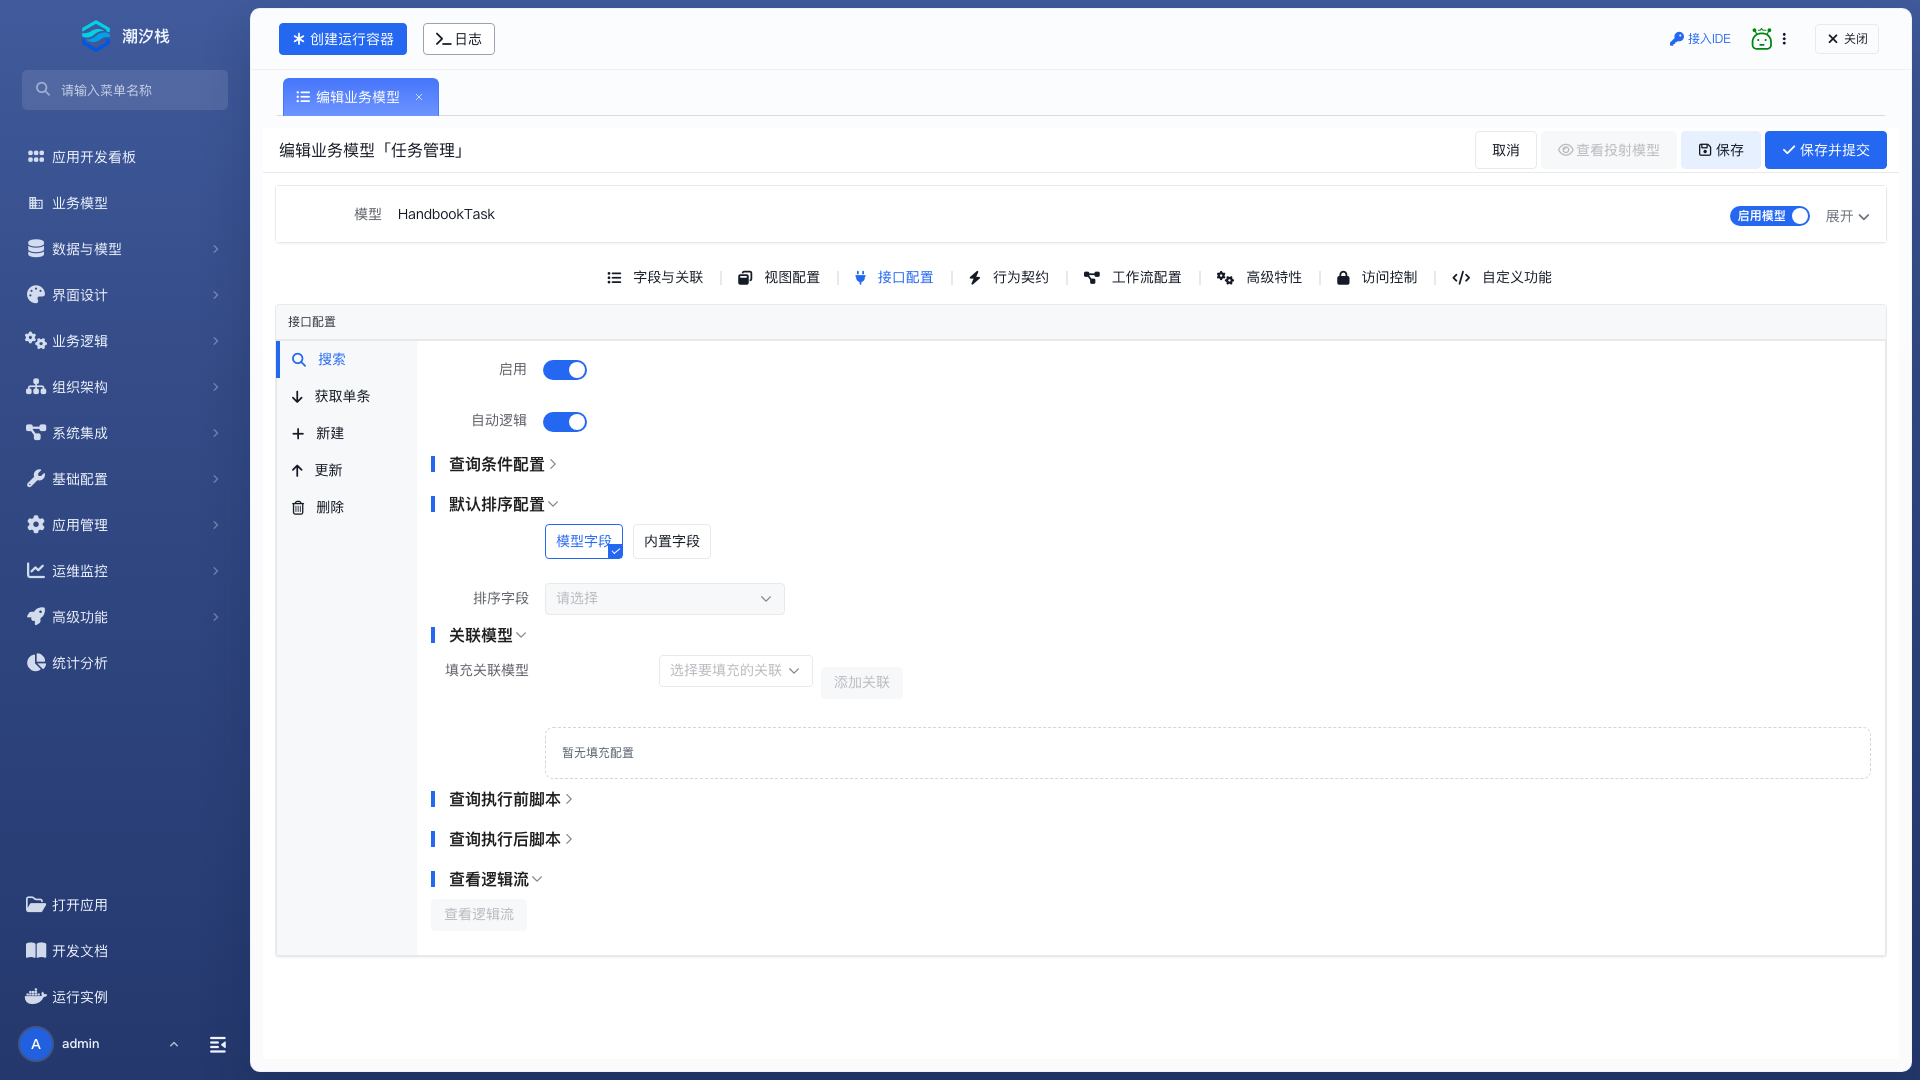 潮汐栈
请输入菜单名称
应用开发看板
业务模型
数据与模型
界面设计
业务逻辑
组织架构
系统集成
基础配置
应用管理
运维监控
高级功能
统计分析
打开应用
开发文档
运行实例
A admin
创建运行容器 日志 接入IDE 关闭
编辑业务模型
编辑业务模型「任务管理」 取消 查看投射模型 保存 保存并提交
模型 HandbookTask 启用模型 展开
字段与关联 视图配置 接口配置 行为契约 工作流配置 高级特性 访问控制 自定义功能
接口配置
搜索
获取单条
新建
更新
删除
启用
自动逻辑
查询条件配置
默认排序配置
模型字段 内置字段
排序字段 请选择
关联模型
填充关联模型 选择要填充的关联 添加关联
暂无填充配置
查询执行前脚本
查询执行后脚本
查看逻辑流
查看逻辑流